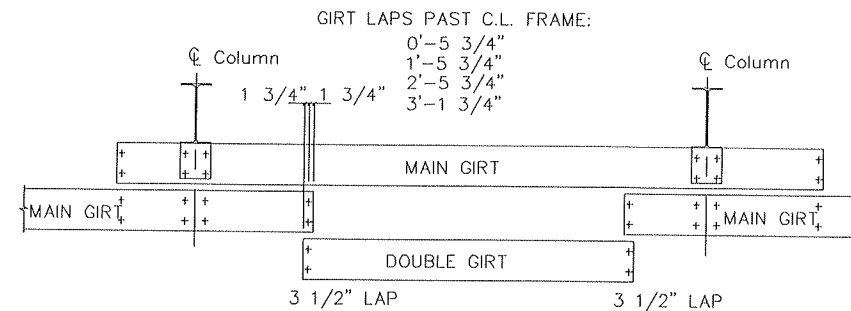 GIRT LAPS PAST C.L. FRAME:
0'-5 3/4"
1'-5 3/4"
2'-5 3/4"
3'-1 3/4"
℄ Column
℄ Column
1 3/4" 1 3/4"
MAIN GIRT
MAIN GIRT
MAIN GIRT
DOUBLE GIRT
3 1/2" LAP
3 1/2" LAP